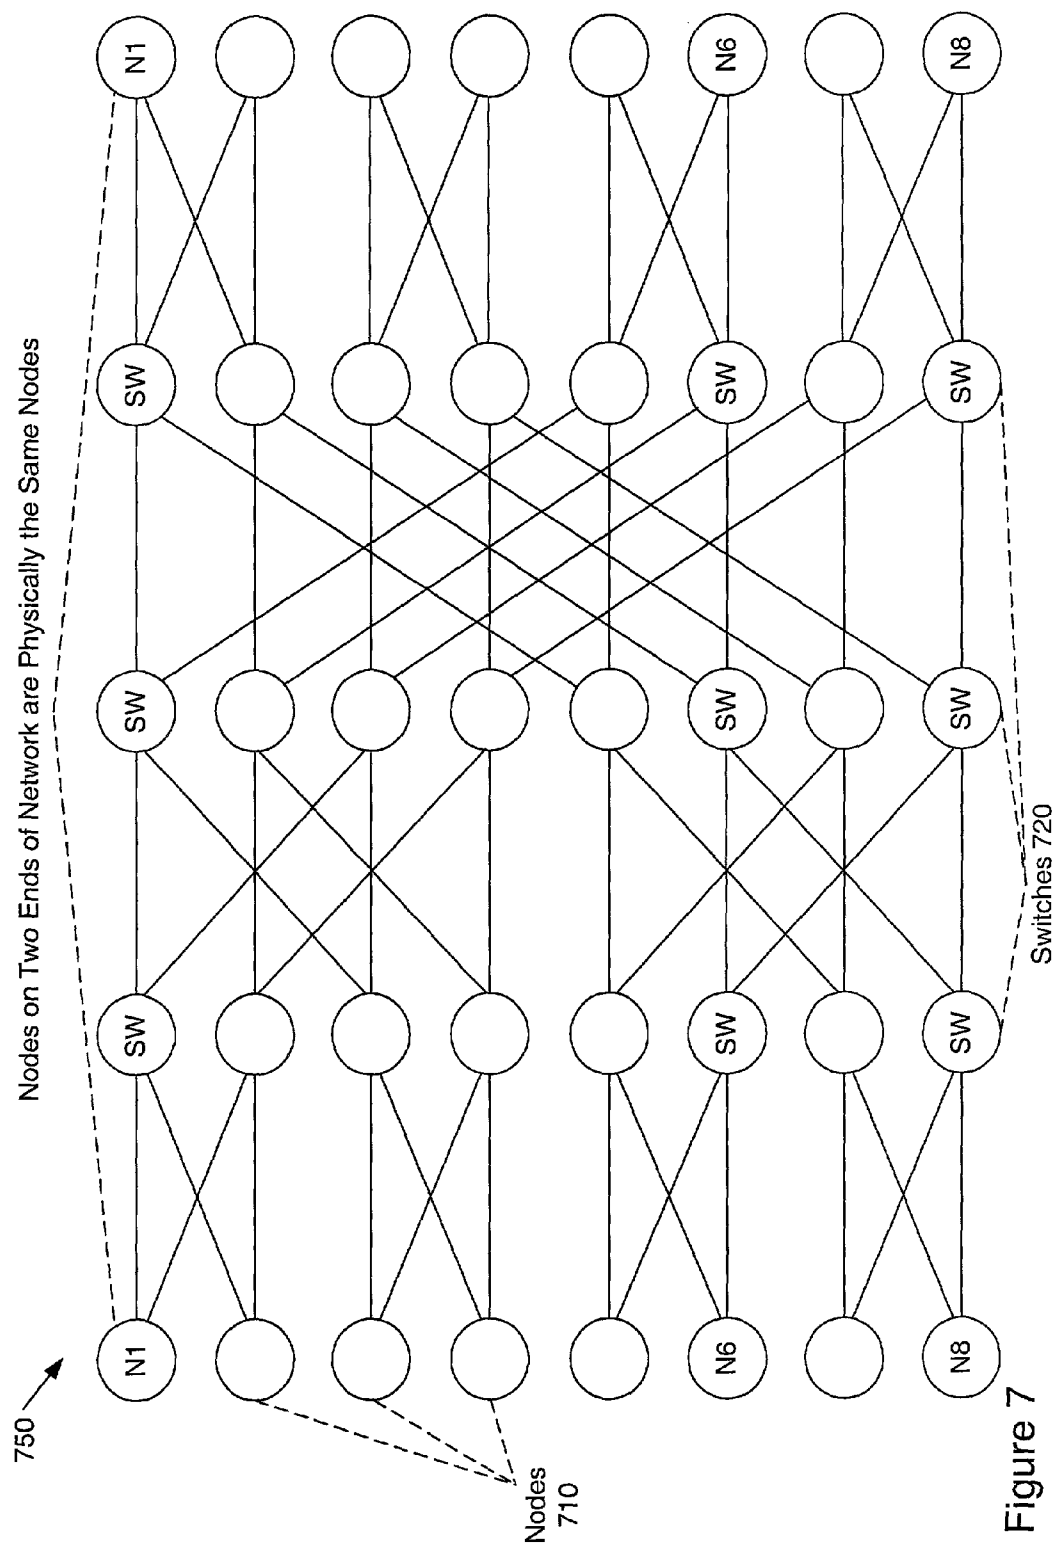 750
Nodes on Two Ends of Network are Physically the Same Nodes
N1
SW
SW
SW
N1
Nodes
710
N6
SW
SW
SW
N6
N8
SW
SW
SW
N8
Switches 720
Figure 7